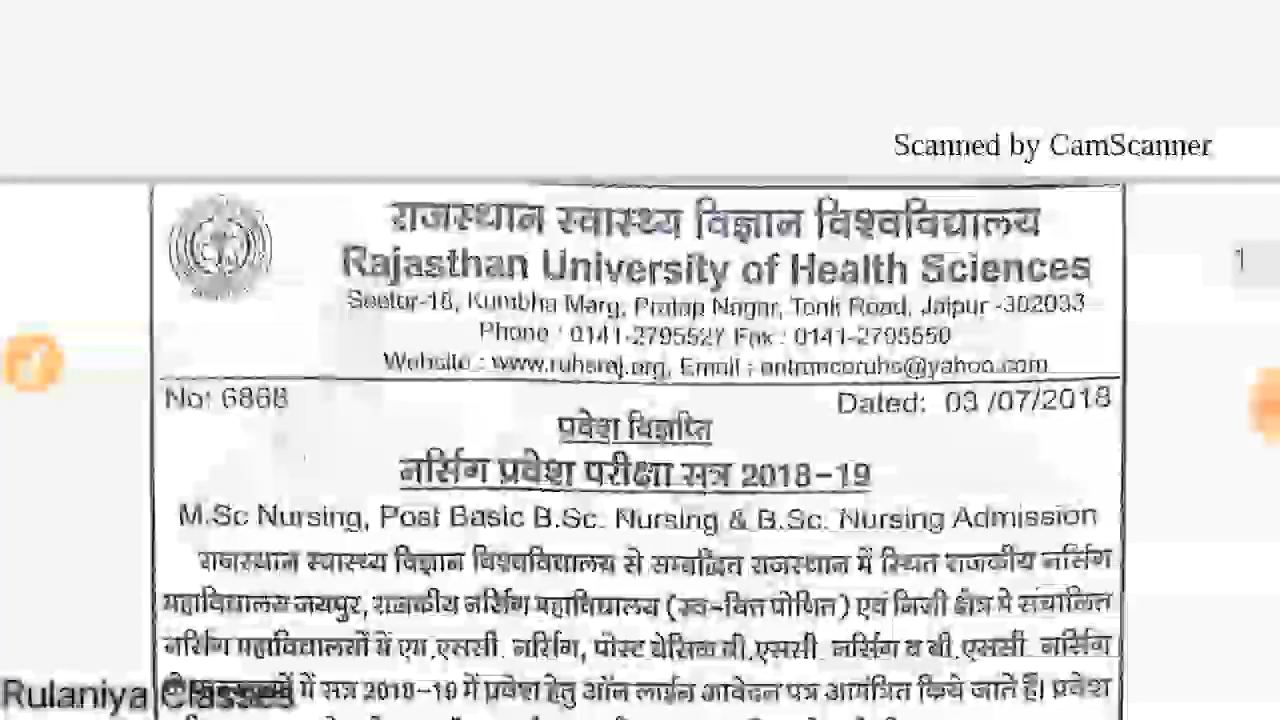 Scanned by CamScanner
राजस्थान स्वास्थ्य विज्ञान विश्वविद्यालय
Rajasthan University of Health Sciences
Sector-18, Kumbha Marg, Pratap Nagar, Tonk Road, Jaipur -302033
Phone : 0141-2795527 Fax : 0141-2795550
Website : www.ruhsraj.org, Email : entranceruhs@yahoo.com
No: 6868
Dated: 03 /07/2018
प्रवेश विज्ञप्ति
नर्सिंग प्रवेश परीक्षा सत्र 2018-19
M.Sc Nursing, Post Basic B.Sc. Nursing & B.Sc. Nursing Admission
राजस्थान स्वास्थ्य विज्ञान विश्वविद्यालय से सम्बद्धित राजस्थान में स्थित राजकीय नर्सिंग
महाविद्यालय जयपुर, राजकीय नर्सिंग महाविद्यालय (स्व-वित्त पोषित) एवं निजी क्षेत्र मे संचालित
नर्सिंग महाविद्यालयों में एम.एससी. नर्सिंग, पोस्ट बेसिक बी.एससी. नर्सिंग व बी.एससी. नर्सिंग
में सत्र 2018-19 में प्रवेश हेतु ऑन लाईन आवेदन पत्र आमंत्रित किये जाते हैं। प्रवेश
Rulaniya Classes
1